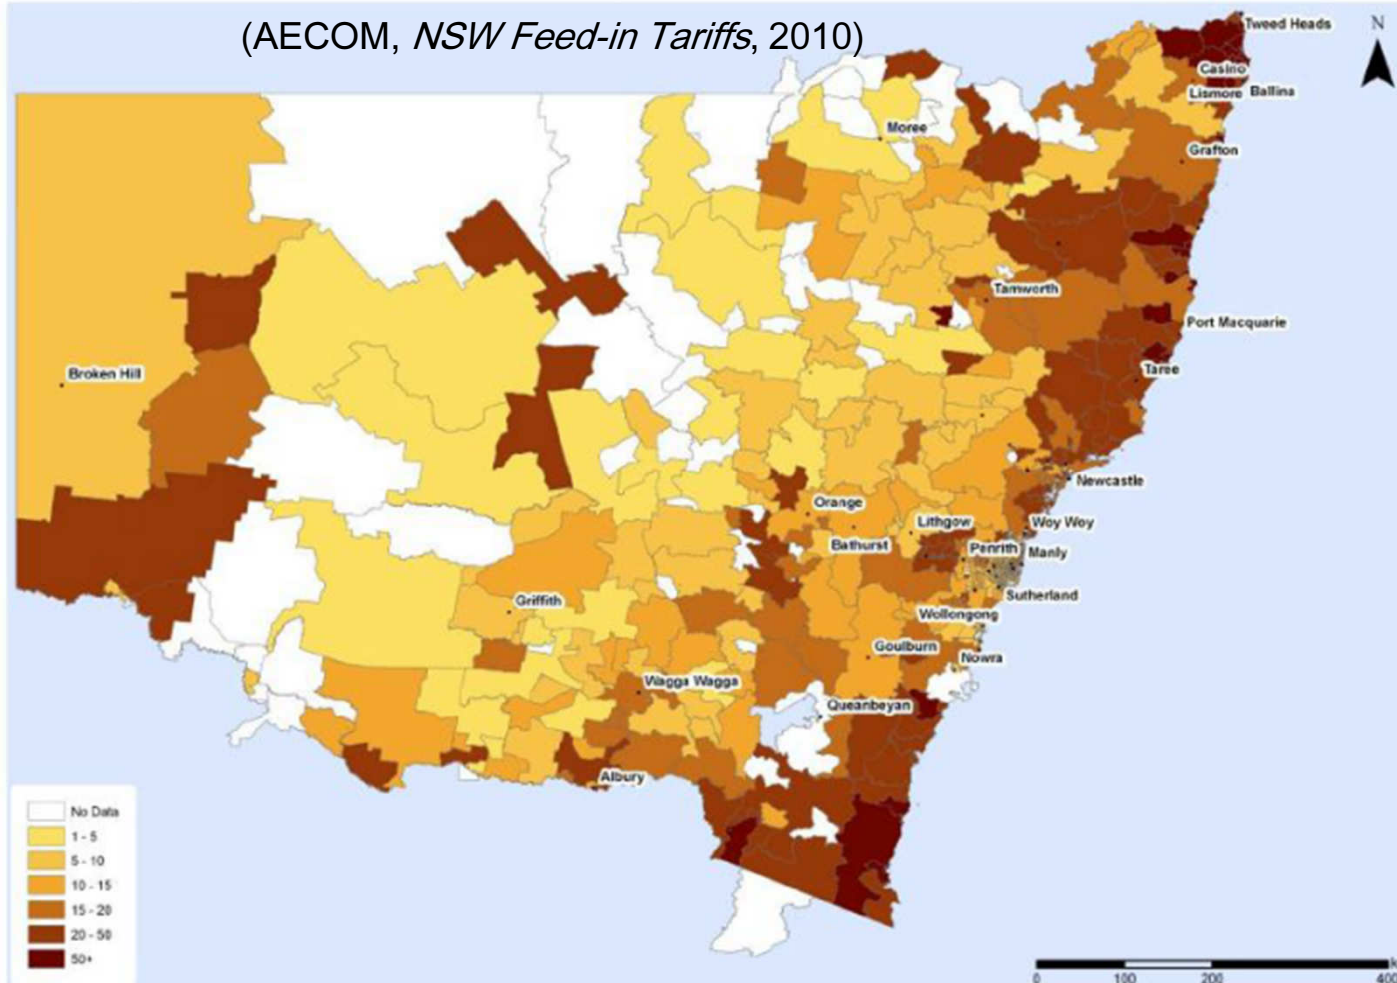 (AECOM, NSW Feed-in Tariffs, 2010)
N
Tweed Heads
Casino
Lismore Ballina
Moree
Grafton
Tamworth
Port Macquarie
Broken Hill
Taree
Newcastle
Orange
Lithgow
Woy Woy
Bathurst
Penrith
Manly
Sutherland
Griffith
Wollongong
Goulburn
Nowra
Wagga Wagga
Queanbeyan
Albury
No Data
1 - 5
5 - 10
10 - 15
15 - 20
20 - 50
50+
0 100 200 400